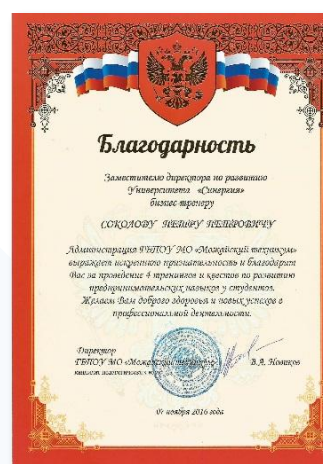 Благодарность
Заместителю директора по развитию
Университета «Синергия»
бизнес-тренеру
СОКОЛОВУ ПЕТРУ ПЕТРОВИЧУ
Администрация ГБПОУ МО «Можайский техникум»
выражает искреннюю признательность и благодарит
Вас за проведение 4 тренингов и квестов по развитию
предпринимательских навыков у студентов.
Желаем Вам доброго здоровья и новых успехов в
профессиональной деятельности.
Директор
ГБПОУ МО «Можайский техникум»
В.А. Новиков
ноября 2016 года